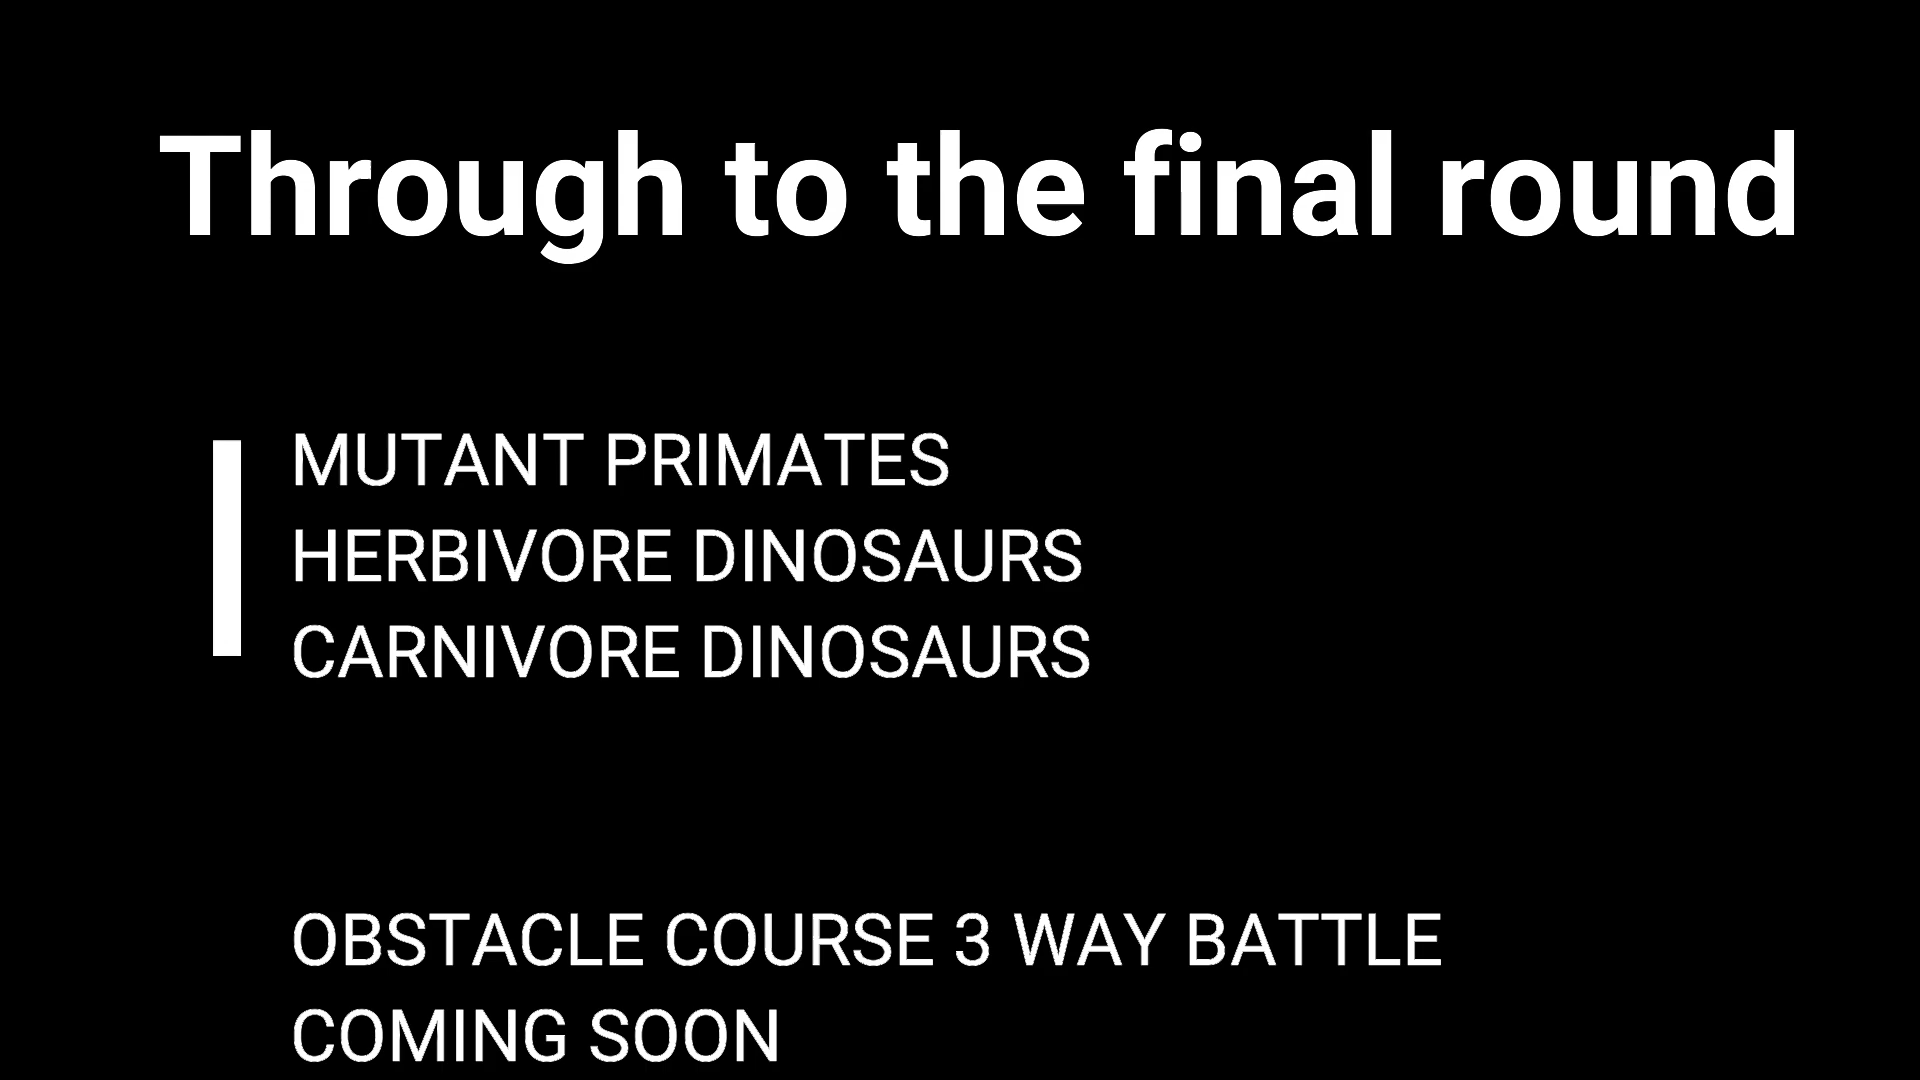 Through to the final round
MUTANT PRIMATES
HERBIVORE DINOSAURS
CARNIVORE DINOSAURS
OBSTACLE COURSE 3 WAY BATTLE
COMING SOON